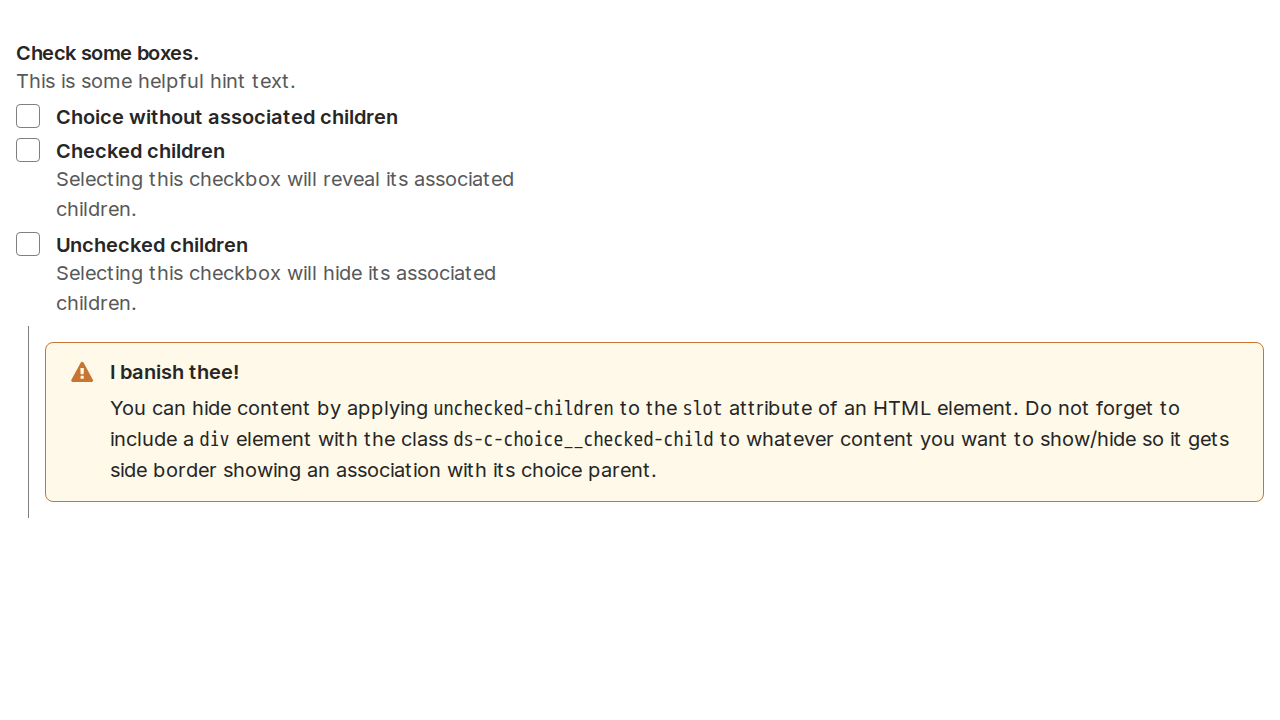 Check some boxes.
This is some helpful hint text.
Choice without associated children
Checked children
Selecting this checkbox will reveal its associated
children.
Unchecked children
Selecting this checkbox will hide its associated
children.
I banish thee!
You can hide content by applying unchecked-children to the slot attribute of an HTML element. Do not forget to
include a div element with the class ds-c-choice__checked-child to whatever content you want to show/hide so it gets
side border showing an association with its choice parent.